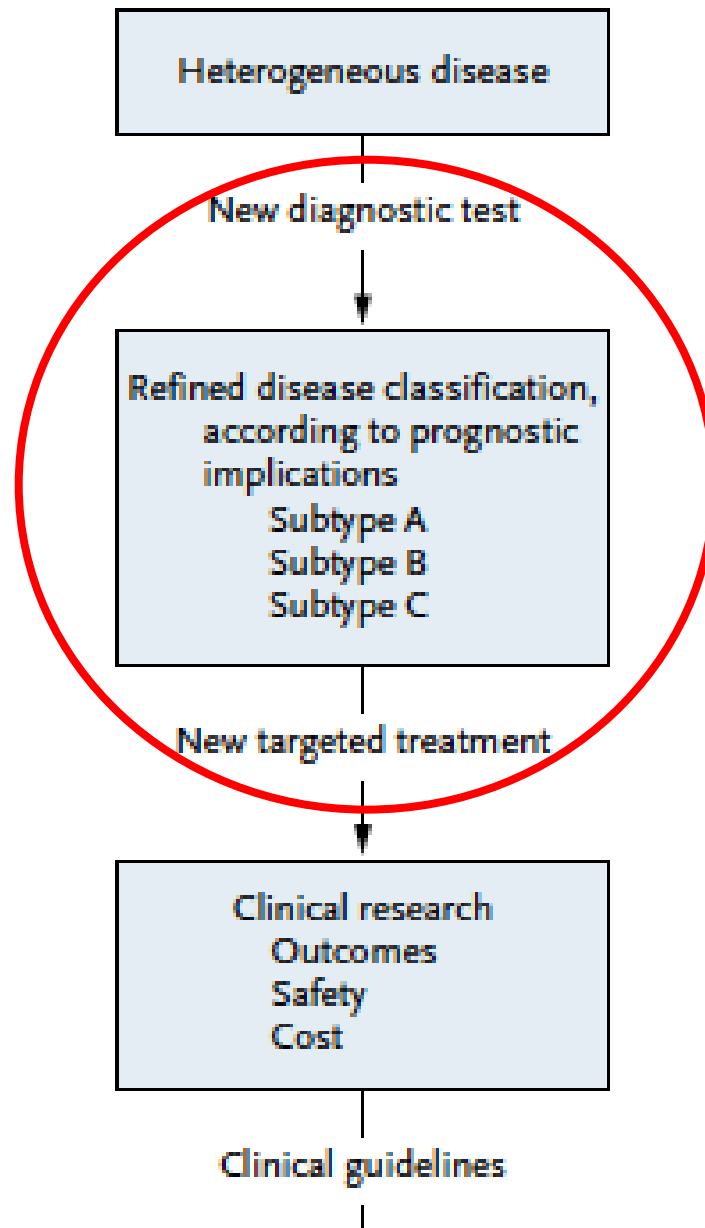 Heterogeneous disease
New diagnostic test
Refined disease classification,
according to prognostic
implications
Subtype A
Subtype B
Subtype C
New targeted treatment
Clinical research
Outcomes
Safety
Cost
Clinical guidelines